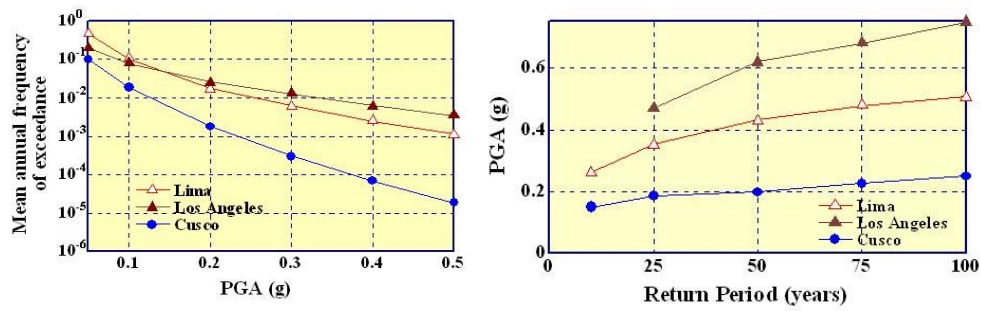 Mean annual frequency
of exceedance
10^0
10^-1
10^-2
10^-3
10^-4
10^-5
10^-6
Lima
Los Angeles
Cusco
0.1 0.2 0.3 0.4 0.5
PGA (g)
PGA (g)
0.6
0.4
0.2
0
Lima
Los Angeles
Cusco
0 25 50 75 100
Return Period (years)